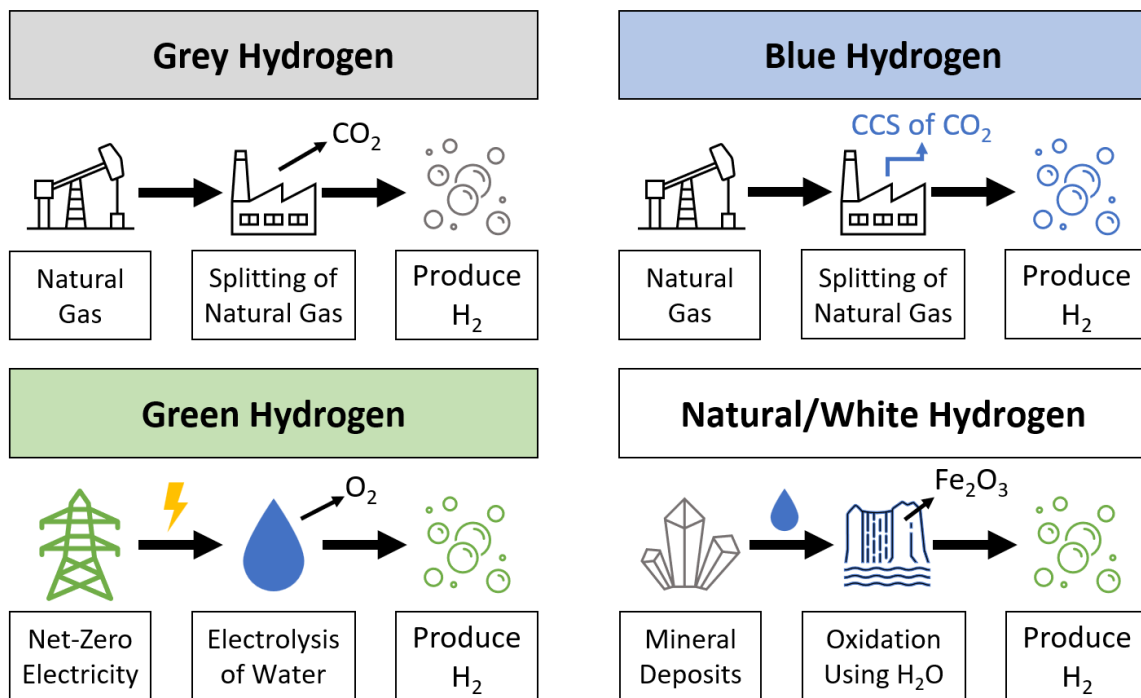 Grey Hydrogen
CO₂
Natural
Gas
Splitting of
Natural Gas
Produce
H₂
Blue Hydrogen
CCS of CO₂
Natural
Gas
Splitting of
Natural Gas
Produce
H₂
Green Hydrogen
O₂
Net-Zero
Electricity
Electrolysis
of Water
Produce
H₂
Natural/White Hydrogen
Fe₂O₃
Mineral
Deposits
Oxidation
Using H₂O
Produce
H₂